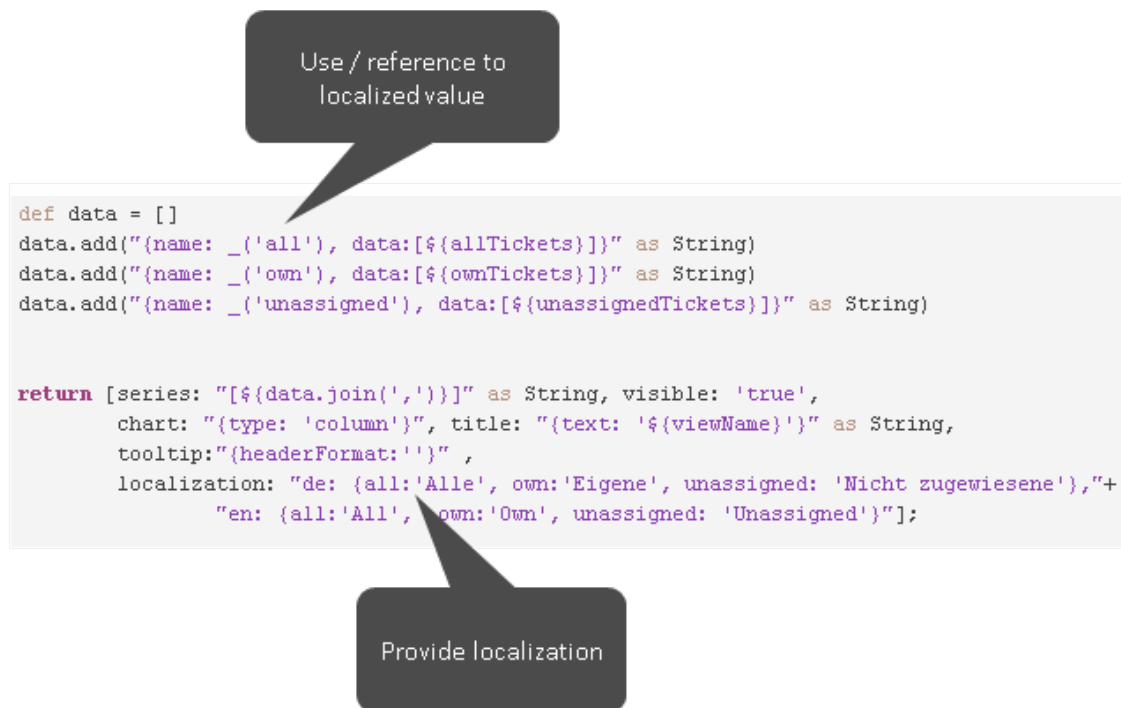 Use / reference to
localized value
def data = []
data.add("{name: _('all'), data:[${allTickets}]}" as String)
data.add("{name: _('own'), data:[${ownTickets}]}" as String)
data.add("{name: _('unassigned'), data:[${unassignedTickets}]}" as String)
return [series: "[${data.join(',')}]" as String, visible: 'true',
chart: "{type: 'column'}", title: "{text: '${viewName}'}" as String,
tooltip:"{headerFormat:''}" ,
localization: "de: {all:'Alle', own:'Eigene', unassigned: 'Nicht zugewiesene'},"+
"en: {all:'All', own:'Own', unassigned: 'Unassigned'}"];
Provide localization